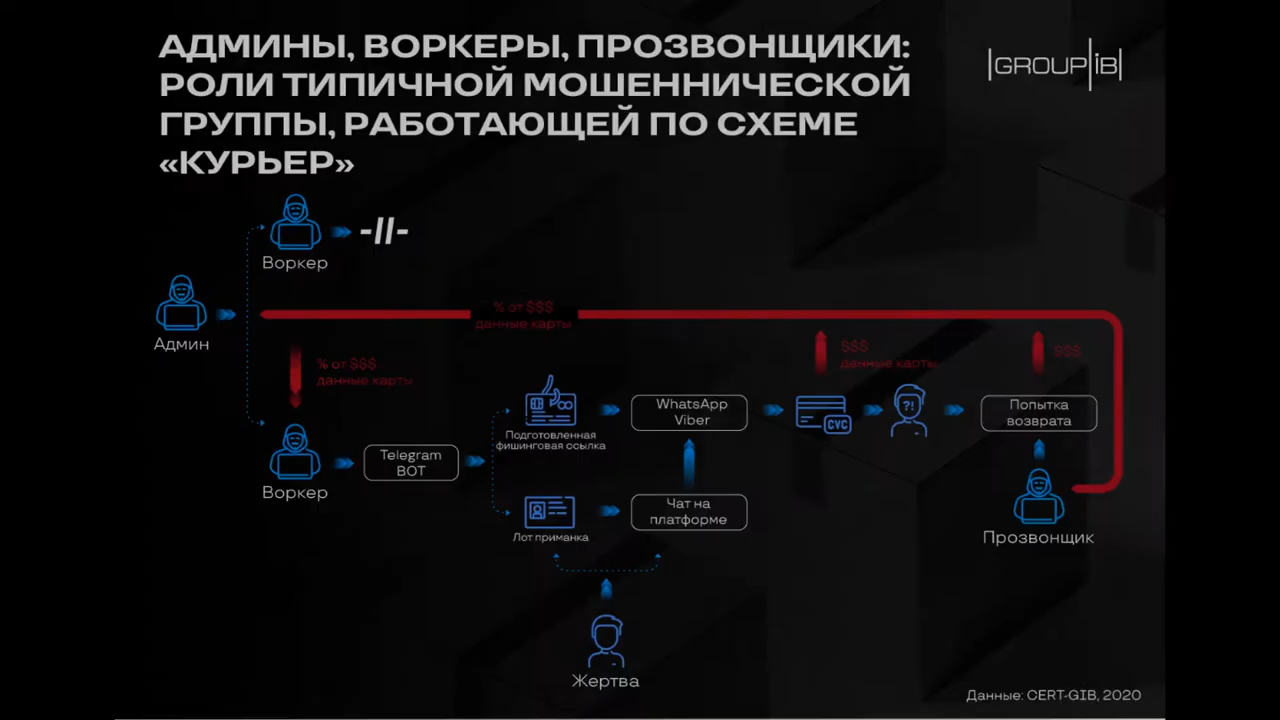 АДМИНЫ, ВОРКЕРЫ, ПРОЗВОНЩИКИ:
РОЛИ ТИПИЧНОЙ МОШЕННИЧЕСКОЙ
ГРУППЫ, РАБОТАЮЩЕЙ ПО СХЕМЕ
«КУРЬЕР»
GROUP iB
-//-
Воркер
Админ
% от $$$
данные карты
% от $$$
данные карты
$$$
данные карты
$$$
Подготовленная
фишинговая ссылка
WhatsApp
Viber
CVC
?!
Попытка
возврата
Воркер
Telegram
BOT
Лот приманка
Чат на
платформе
Прозвонщик
Жертва
Данные: CERT-GIB, 2020